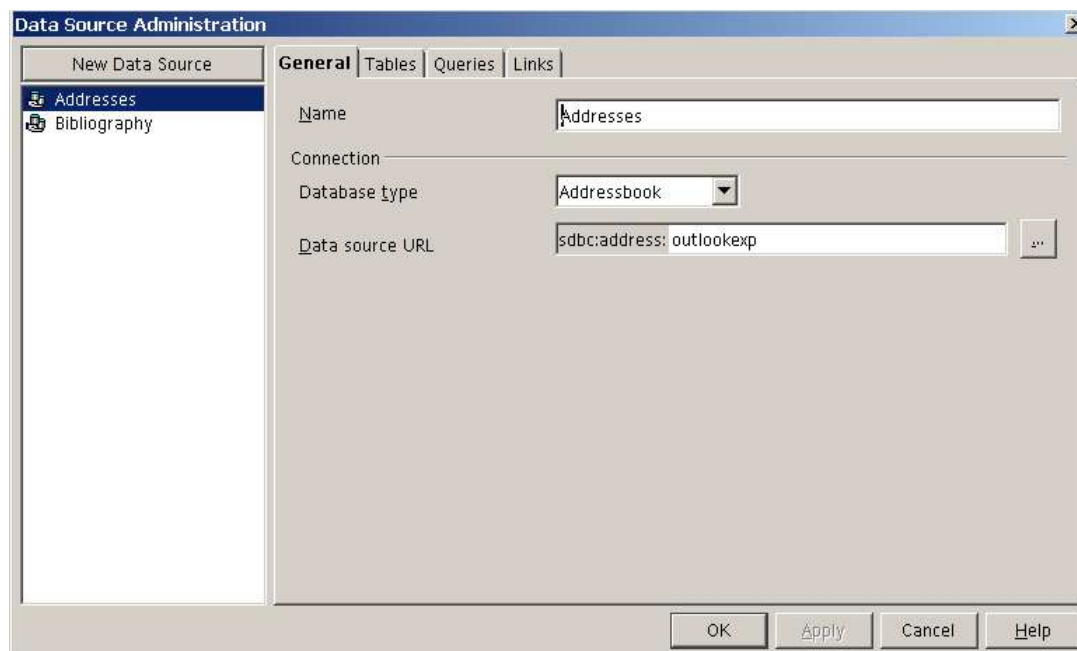 Data Source Administration
New Data Source
Addresses
Bibliography
General Tables Queries Links
Name Addresses
Connection
Database type Addressbook
Data source URL sdbc:address: outlookexp ...
OK Apply Cancel Help